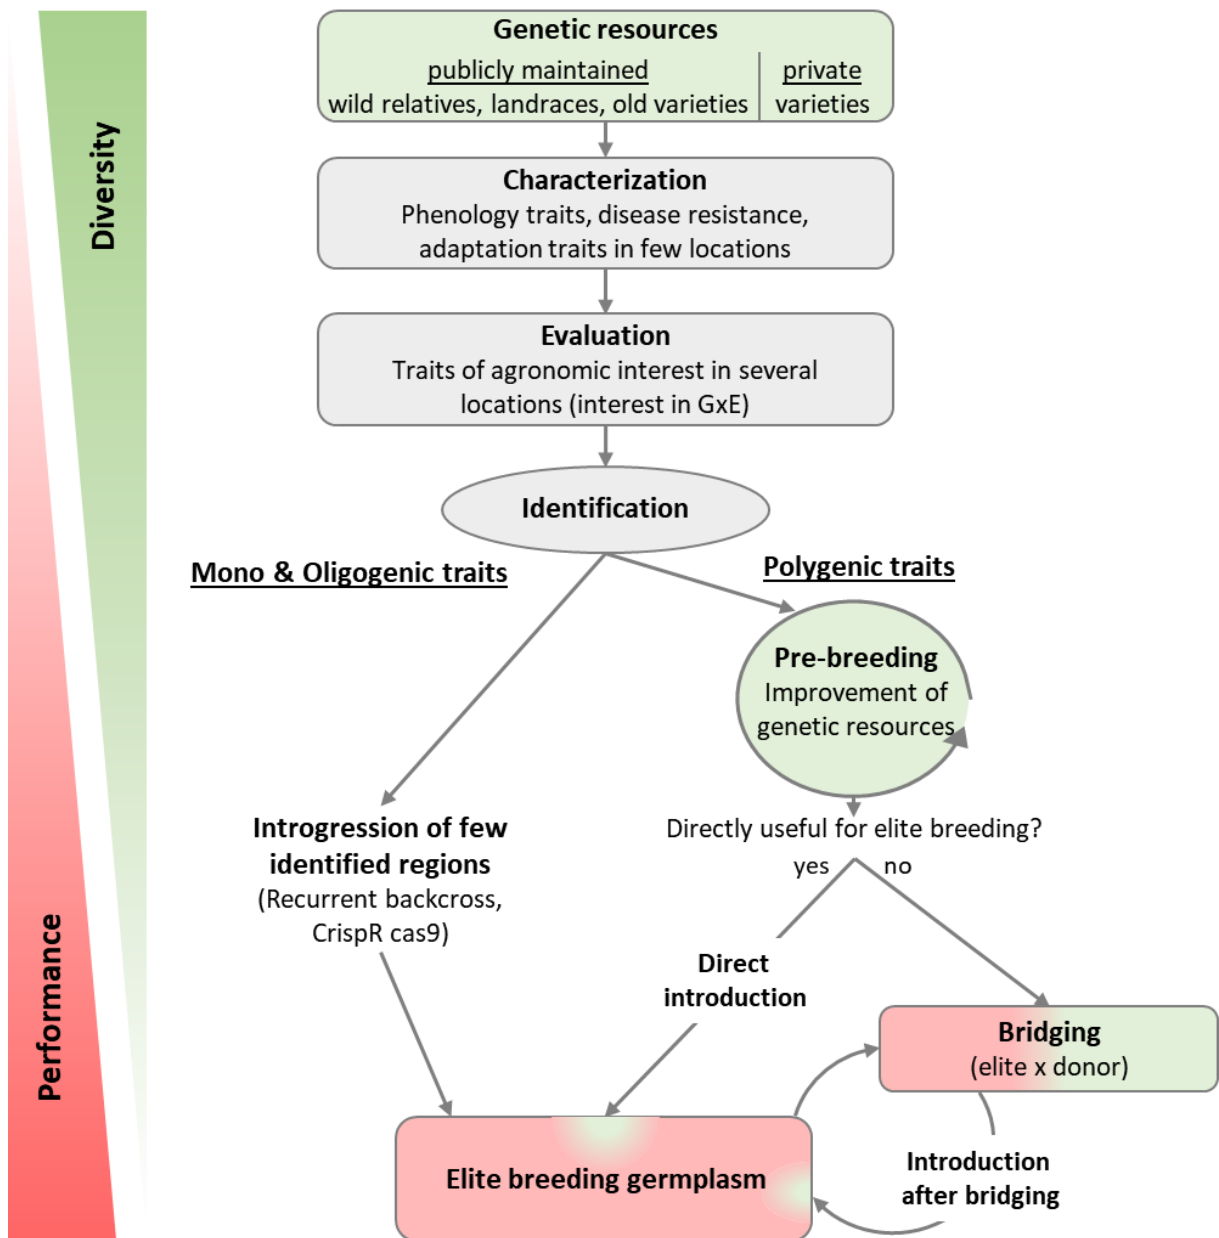 Genetic resources
publicly maintained
wild relatives, landraces, old varieties
private
varieties
Diversity
Characterization
Phenology traits, disease resistance,
adaptation traits in few locations
Evaluation
Traits of agronomic interest in several
locations (interest in GxE)
Identification
Mono & Oligogenic traits
Polygenic traits
Pre-breeding
Improvement of
genetic resources
Directly useful for elite breeding?
yes
no
Introgression of few
identified regions
(Recurrent backcross,
CrispR cas9)
Performance
Direct
introduction
Bridging
(elite x donor)
Elite breeding germplasm
Introduction
after bridging